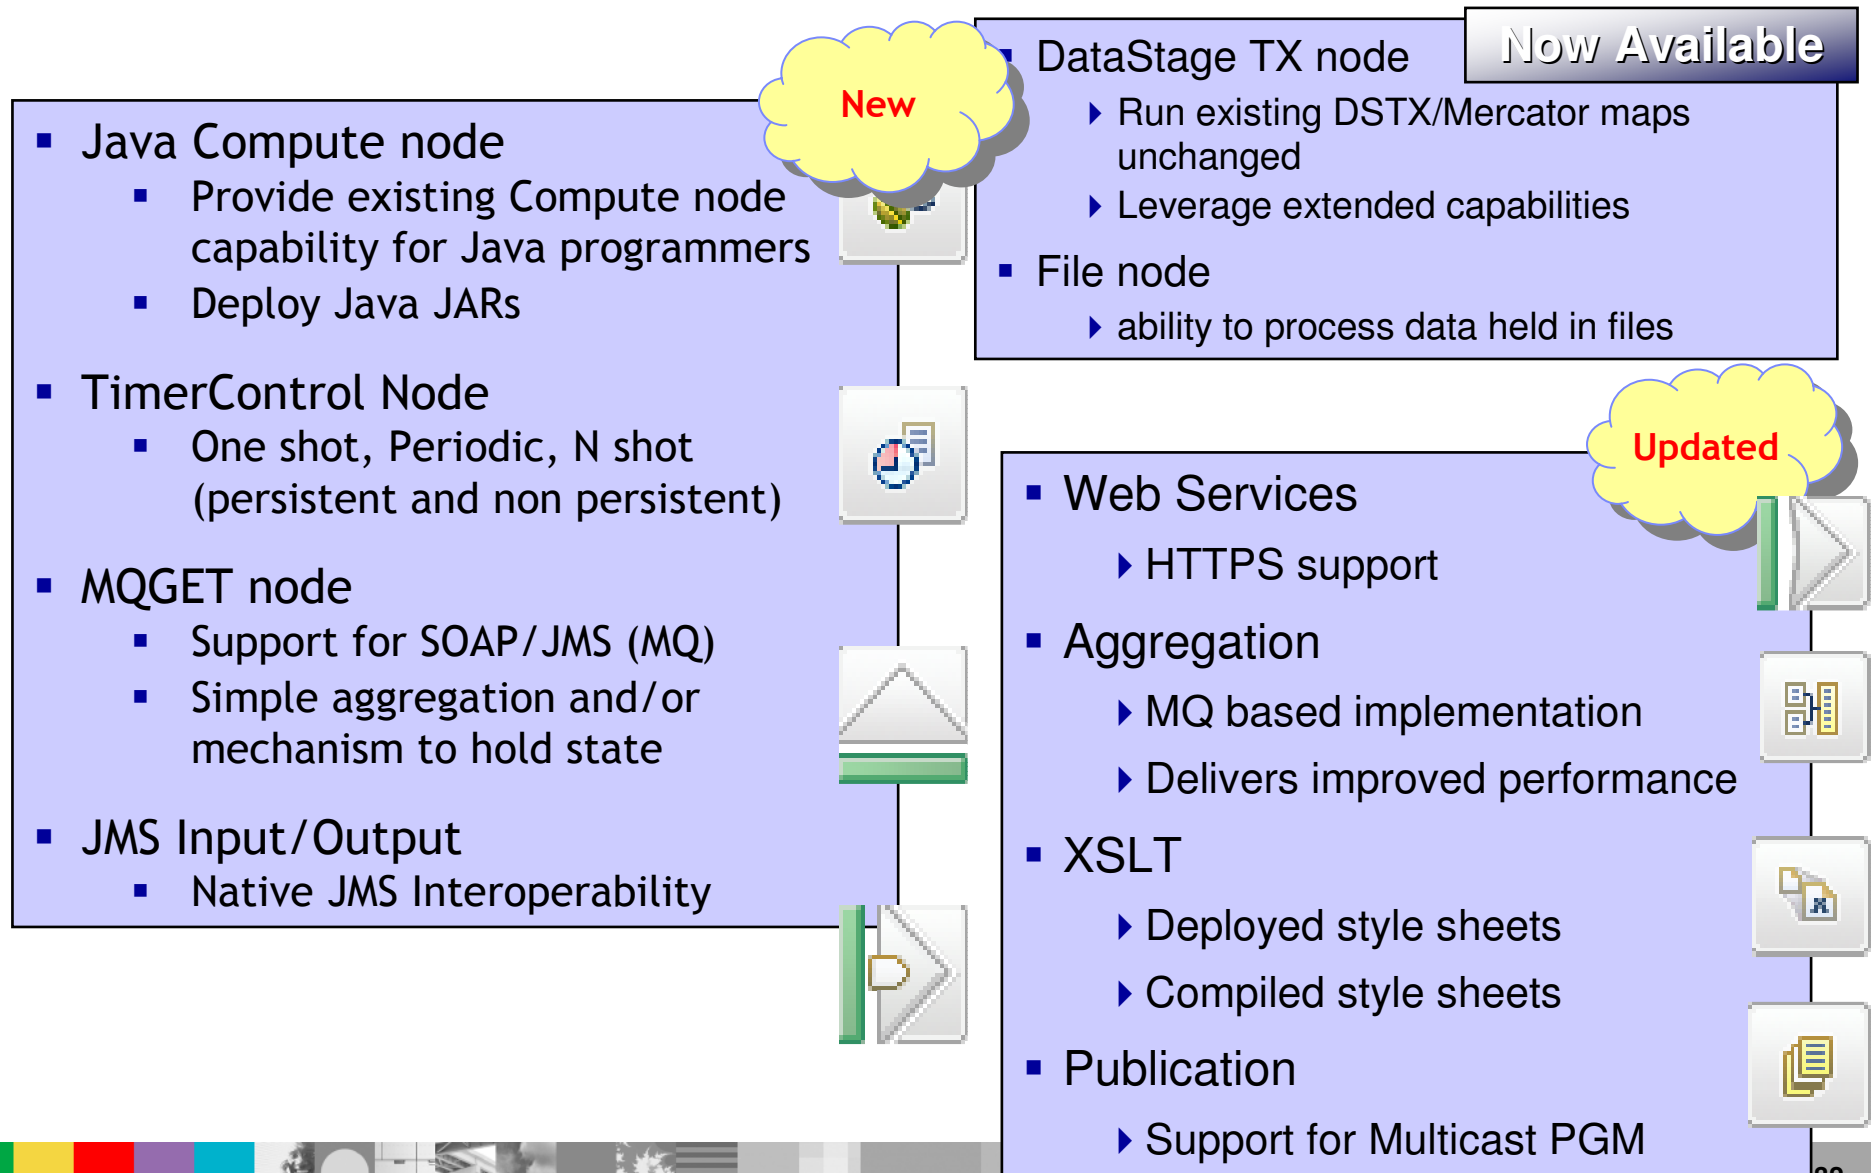 New
Java Compute node
Provide existing Compute node
capability for Java programmers
Deploy Java JARs
TimerControl Node
One shot, Periodic, N shot
(persistent and non persistent)
MQGET node
Support for SOAP/JMS (MQ)
Simple aggregation and/or
mechanism to hold state
JMS Input/Output
Native JMS Interoperability
Now Available
DataStage TX node
Run existing DSTX/Mercator maps
unchanged
Leverage extended capabilities
File node
ability to process data held in files
Updated
Web Services
HTTPS support
Aggregation
MQ based implementation
Delivers improved performance
XSLT
Deployed style sheets
Compiled style sheets
Publication
Support for Multicast PGM